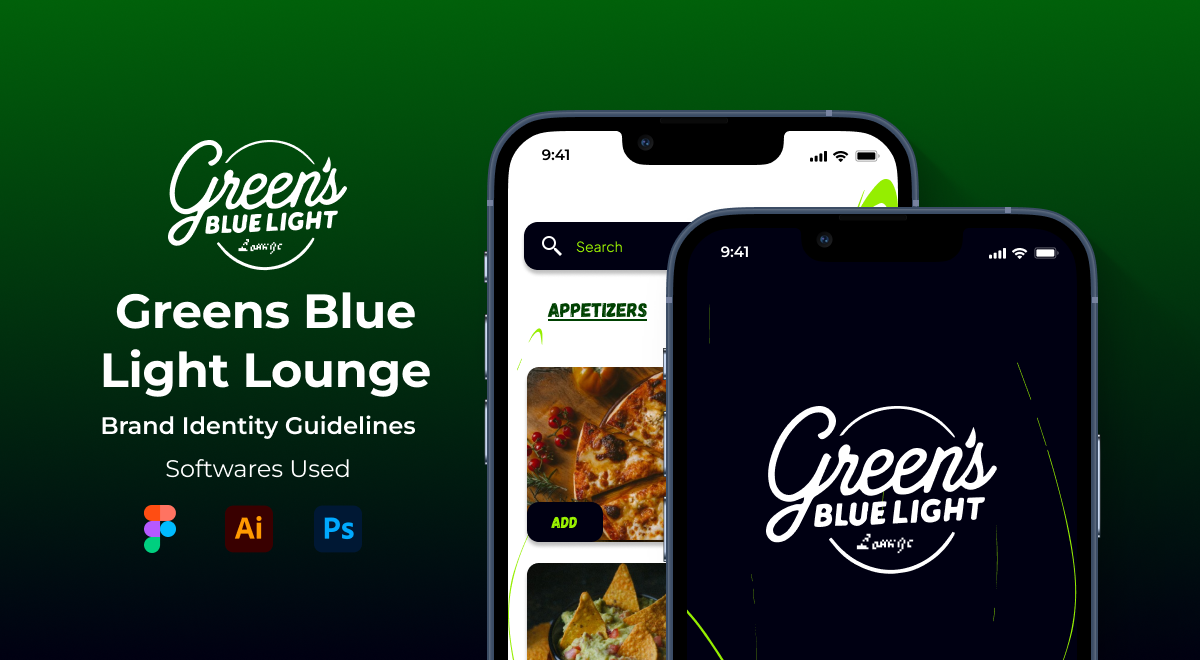 Green's
BLUE LIGHT
Lounge
Greens Blue
Light Lounge
Brand Identity Guidelines
Softwares Used
Ai
Ps
9:41
Search
APPETIZERS
ADD
9:41
Green's
BLUE LIGHT
Lounge